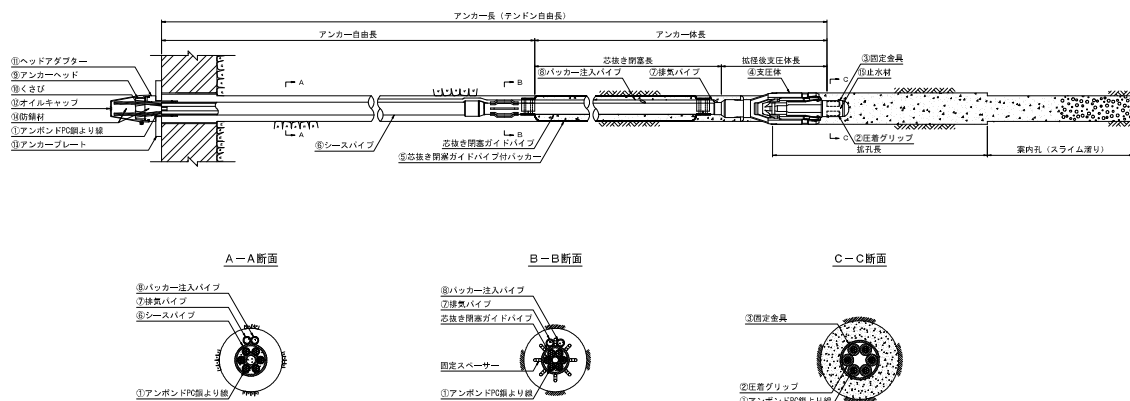 アンカー長（テンドン自由長）
アンカー自由長
アンカー体長
芯抜き閉塞長
拡径後支圧体長
⑪ヘッドアダプター
⑨アンカーヘッド
⑩くさび
⑫オイルキャップ
⑭防錆材
①アンボンドPC鋼より線
⑬アンカープレート
A
A
B
B
⑧パッカー注入パイプ
⑦排気パイプ
④支圧体
C
C
③固定金具
⑮止水材
⑥シースパイプ
芯抜き閉塞ガイドパイプ
⑤芯抜き閉塞ガイドパイプ付パッカー
②圧着グリップ
拡孔長
案内孔（スライム溜り）
A－A断面
⑧パッカー注入パイプ
⑦排気パイプ
⑥シースパイプ
①アンボンドPC鋼より線
B－B断面
⑧パッカー注入パイプ
⑦排気パイプ
芯抜き閉塞ガイドパイプ
固定スペーサー
①アンボンドPC鋼より線
C－C断面
③固定金具
②圧着グリップ
①アンボンドPC鋼より線